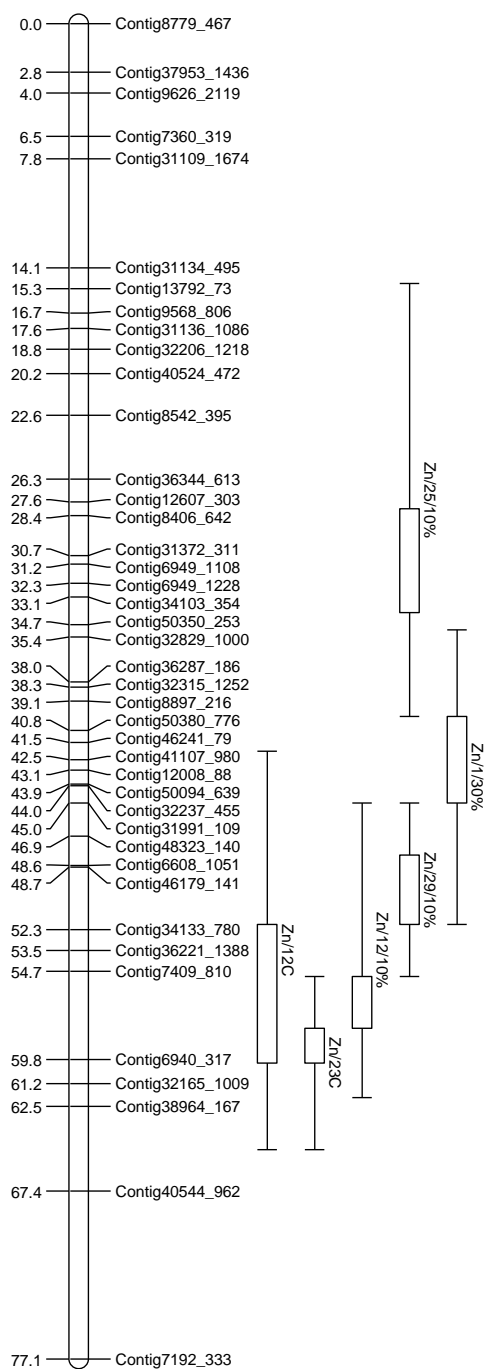 0.0 Contig8779_467
2.8 Contig37953_1436
4.0 Contig9626_2119
6.5 Contig7360_319
7.8 Contig31109_1674
14.1 Contig31134_495
15.3 Contig13792_73
16.7 Contig9568_806
17.6 Contig31136_1086
18.8 Contig32206_1218
20.2 Contig40524_472
22.6 Contig8542_395
26.3 Contig36344_613
27.6 Contig12607_303
28.4 Contig8406_642
30.7 Contig31372_311
31.2 Contig6949_1108
32.3 Contig6949_1228
33.1 Contig34103_354
34.7 Contig50350_253
35.4 Contig32829_1000
38.0 Contig36287_186
38.3 Contig32315_1252
39.1 Contig8897_216
40.8 Contig50380_776
41.5 Contig46241_79
42.5 Contig41107_980
43.1 Contig12008_88
43.9 Contig50094_639
44.0 Contig32237_455
45.0 Contig31991_109
46.9 Contig48323_140
48.6 Contig6608_1051
48.7 Contig46179_141
52.3 Contig34133_780
53.5 Contig36221_1388
54.7 Contig7409_810
59.8 Contig6940_317
61.2 Contig32165_1009
62.5 Contig38964_167
67.4 Contig40544_962
77.1 Contig7192_333
Zn/12C
Zn/23C
Zn/12/10%
Zn/25/10%
Zn/29/10%
Zn/1/30%